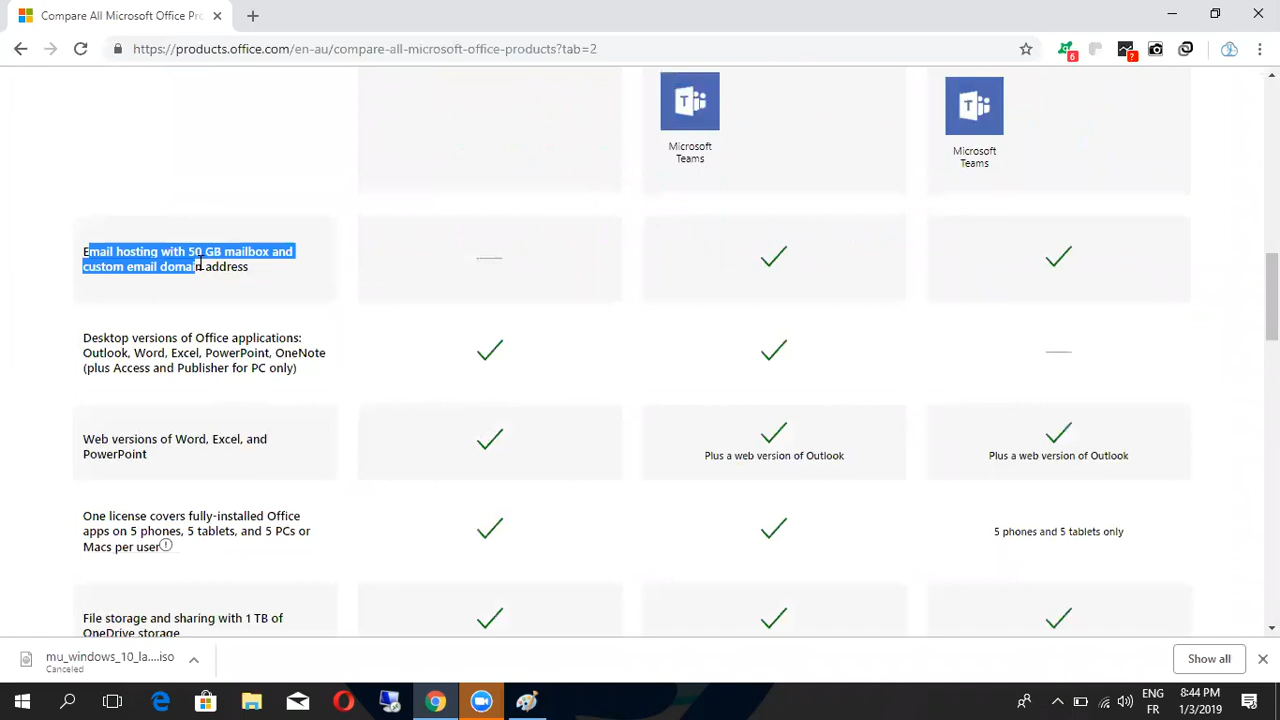 Compare All Microsoft Office Pro
https://products.office.com/en-au/compare-all-microsoft-office-products?tab=2
6
?
T
Microsoft
Teams
T
Microsoft
Teams
Email hosting with 50 GB mailbox and
custom email domain address
Desktop versions of Office applications:
Outlook, Word, Excel, PowerPoint, OneNote
(plus Access and Publisher for PC only)
Web versions of Word, Excel, and
PowerPoint
Plus a web version of Outlook
Plus a web version of Outlook
One license covers fully-installed Office
apps on 5 phones, 5 tablets, and 5 PCs or
Macs per user
5 phones and 5 tablets only
File storage and sharing with 1 TB of
OneDrive storage
mu_windows_10_la....iso
Canceled
Show all
ENG
FR
8:44 PM
1/3/2019